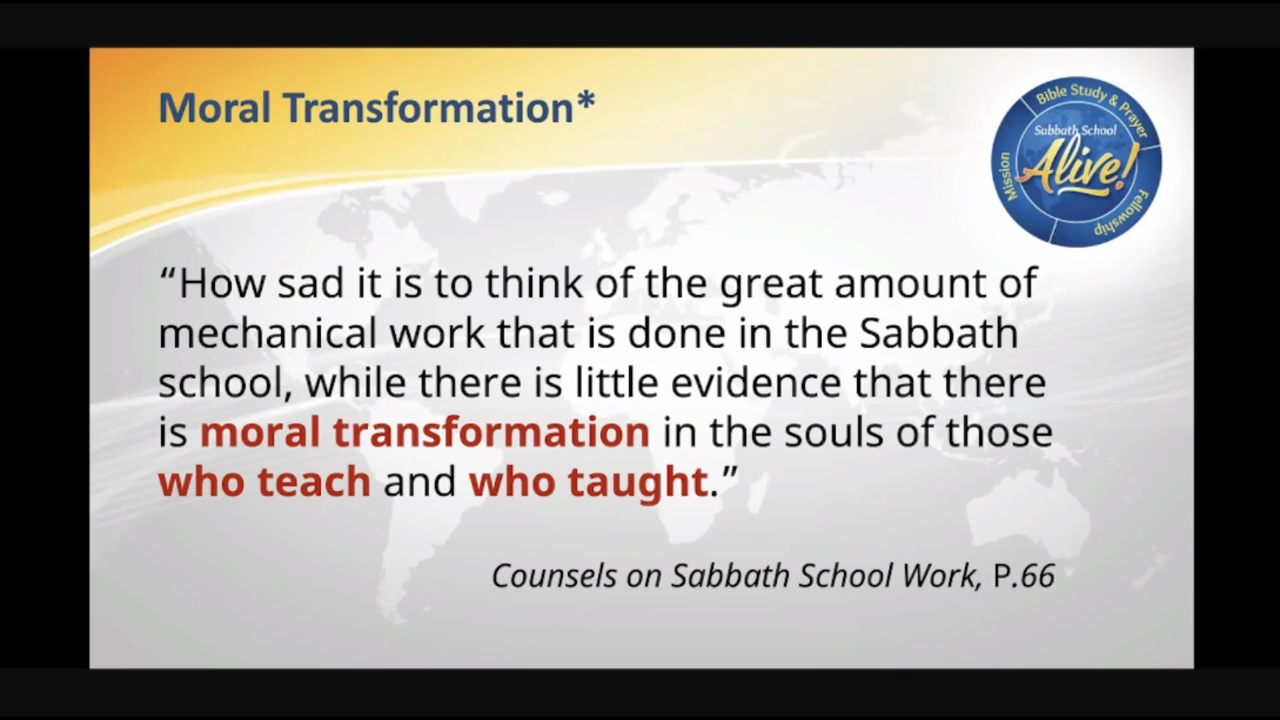 Moral Transformation*
Bible Study & Prayer
Sabbath School
Alive!
Mission
Fellowship
“How sad it is to think of the great amount of
mechanical work that is done in the Sabbath
school, while there is little evidence that there
is moral transformation in the souls of those
who teach and who taught.”
Counsels on Sabbath School Work, P.66